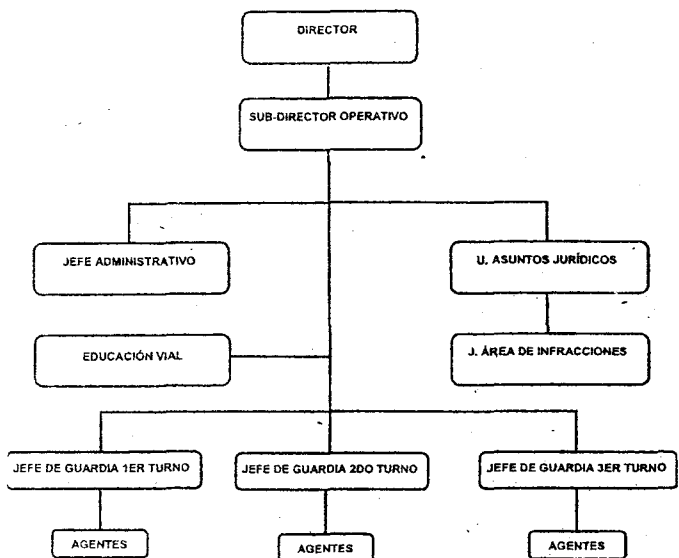 DIRECTOR
SUB-DIRECTOR OPERATIVO
JEFE ADMINISTRATIVO
U. ASUNTOS JURÍDICOS
EDUCACIÓN VIAL
J. ÁREA DE INFRACCIONES
JEFE DE GUARDIA 1ER TURNO
JEFE DE GUARDIA 2DO TURNO
JEFE DE GUARDIA 3ER TURNO
AGENTES
AGENTES
AGENTES